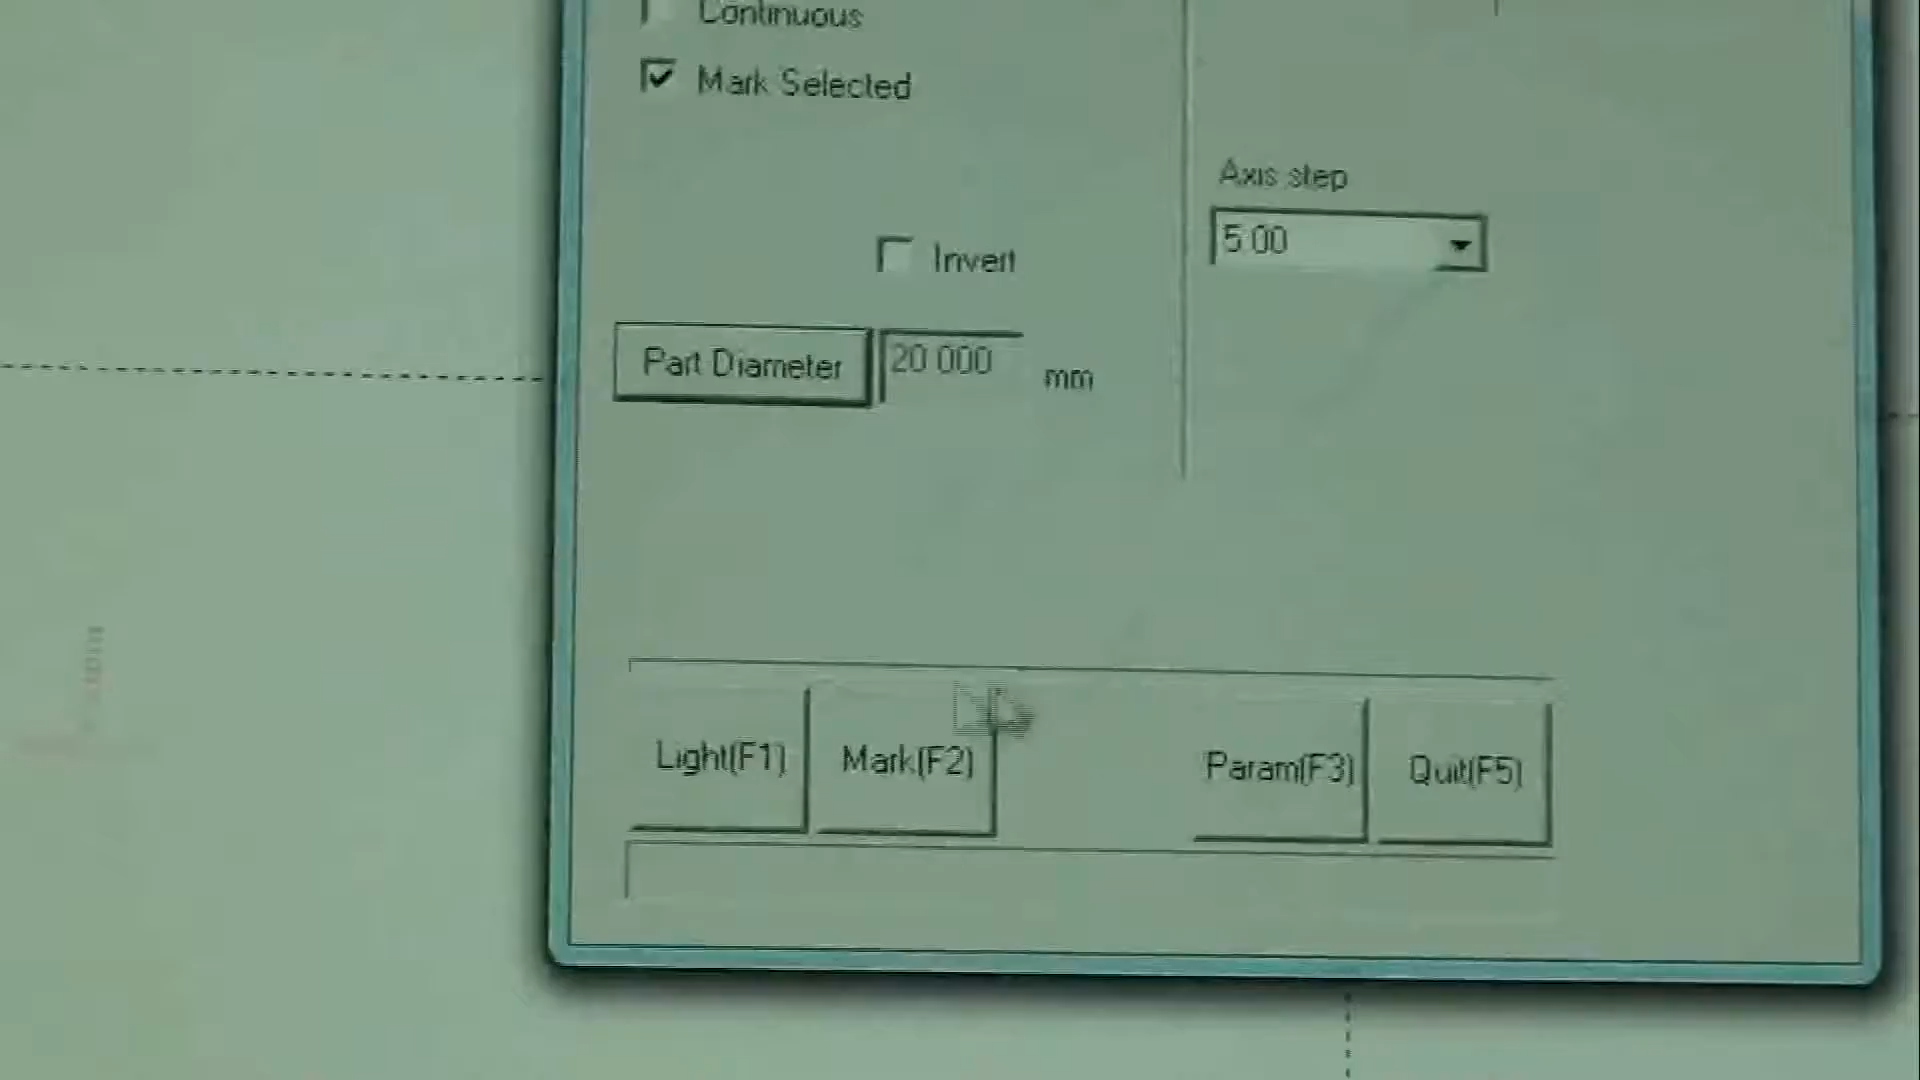 Continuous
Mark Selected
Axis step
5.00
Invert
Part Diameter
20.000
mm
Light(F1)
Mark(F2)
Param(F3)
Quit(F5)